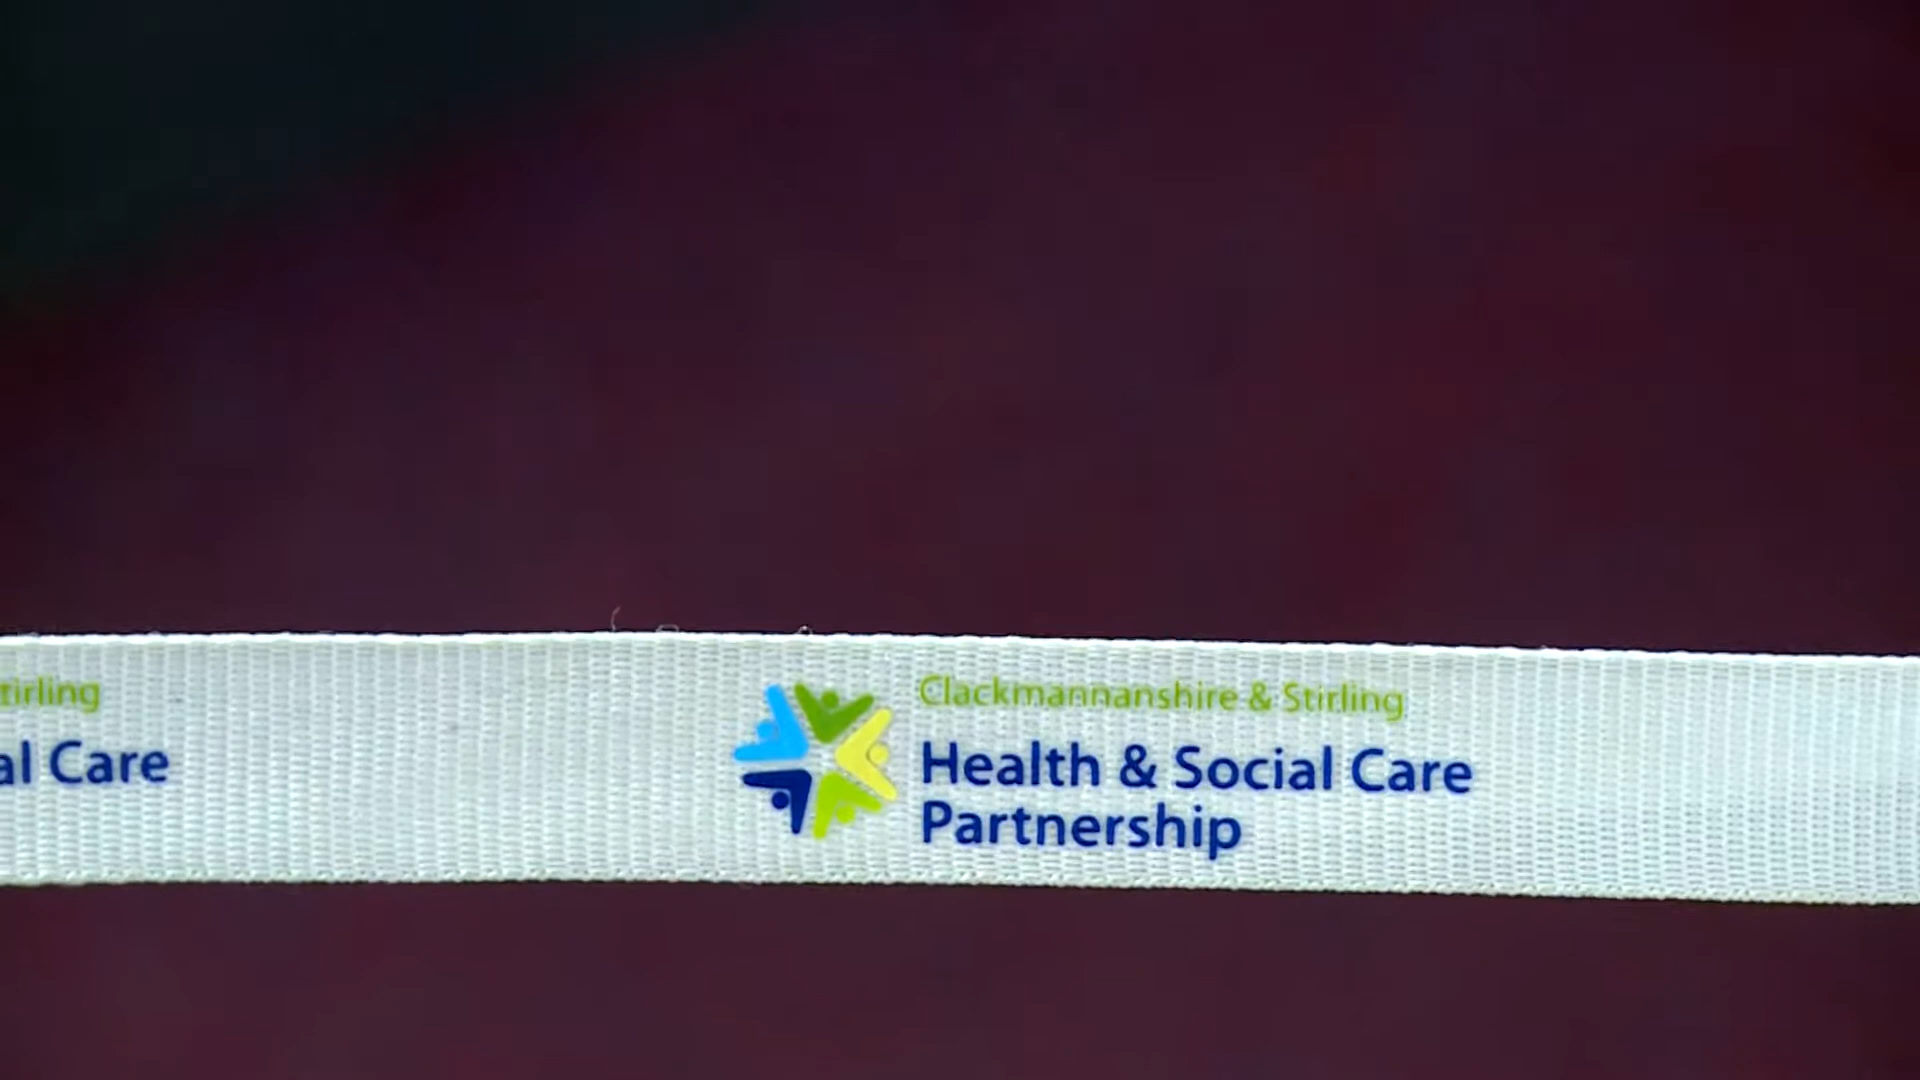 tirling
al Care
Clackmannanshire & Stirling
Health & Social Care
Partnership